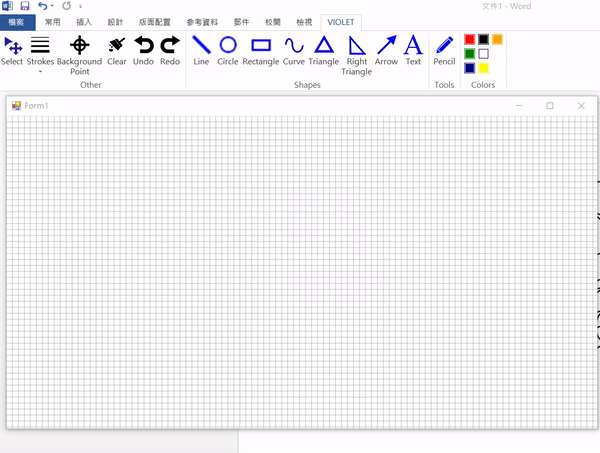 文件1 - Word
檔案 常用 插入 設計 版面配置 參考資料 郵件 校閱 檢視 VIOLET
Select Strokes Background Point Clear Undo Redo Line Circle Rectangle Curve Triangle Right Triangle Arrow Text Pencil
Other Shapes Tools Colors
Form1